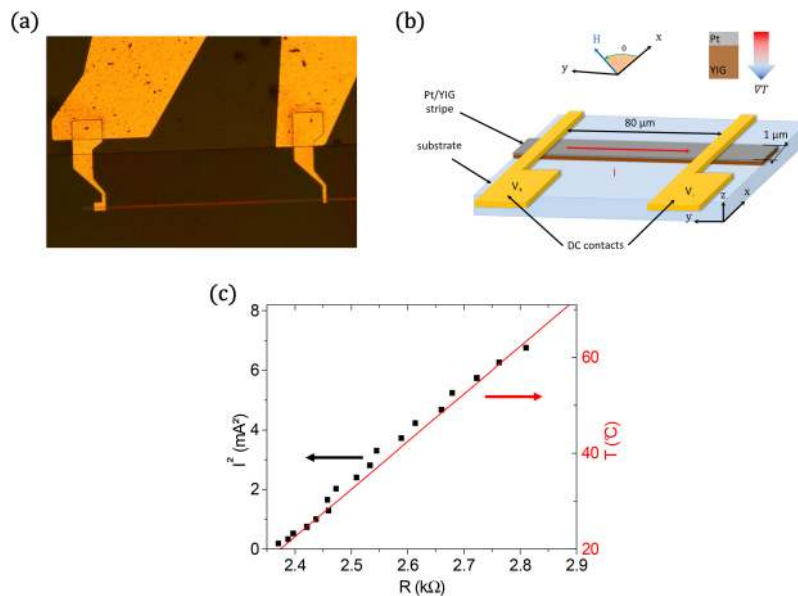 (a)
(b)
H
θ
x
y
Pt
YIG
∇T
Pt/YIG
stripe
80 μm
1 μm
substrate
I
V₊
V₋
z
x
y
DC contacts
(c)
8
6
4
2
0
I² (mA²)
60
40
20
T (°C)
2.4 2.5 2.6 2.7 2.8 2.9
R (kΩ)